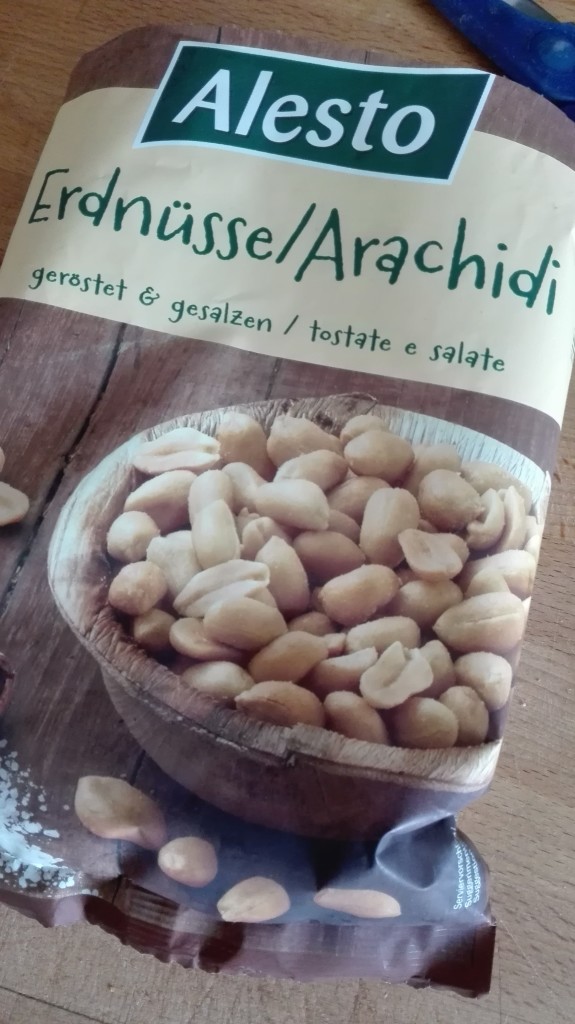 Alesto
Erdnüsse/Arachidi
geröstet & gesalzen / tostate e salate